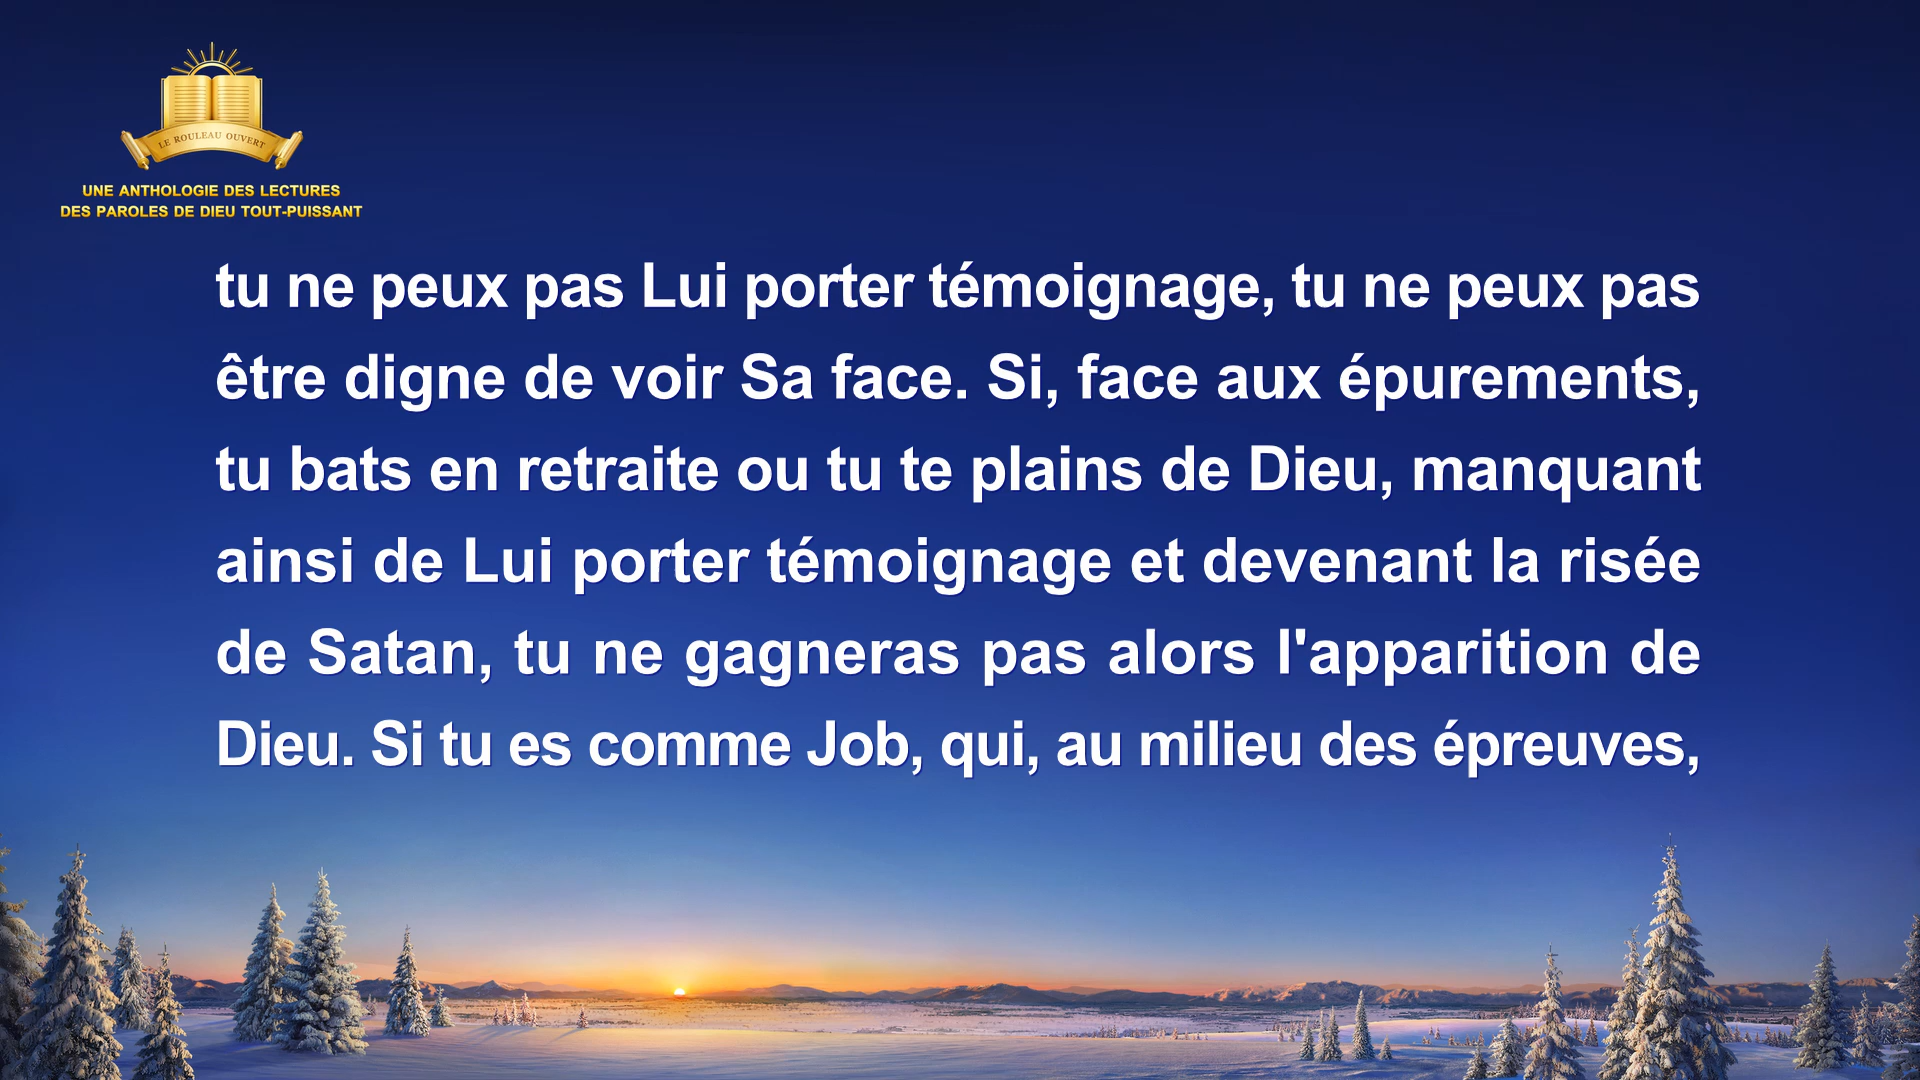 LE ROULEAU OUVERT
UNE ANTHOLOGIE DES LECTURES
DES PAROLES DE DIEU TOUT-PUISSANT
tu ne peux pas Lui porter témoignage, tu ne peux pas
être digne de voir Sa face. Si, face aux épurements,
tu bats en retraite ou tu te plains de Dieu, manquant
ainsi de Lui porter témoignage et devenant la risée
de Satan, tu ne gagneras pas alors l'apparition de
Dieu. Si tu es comme Job, qui, au milieu des épreuves,